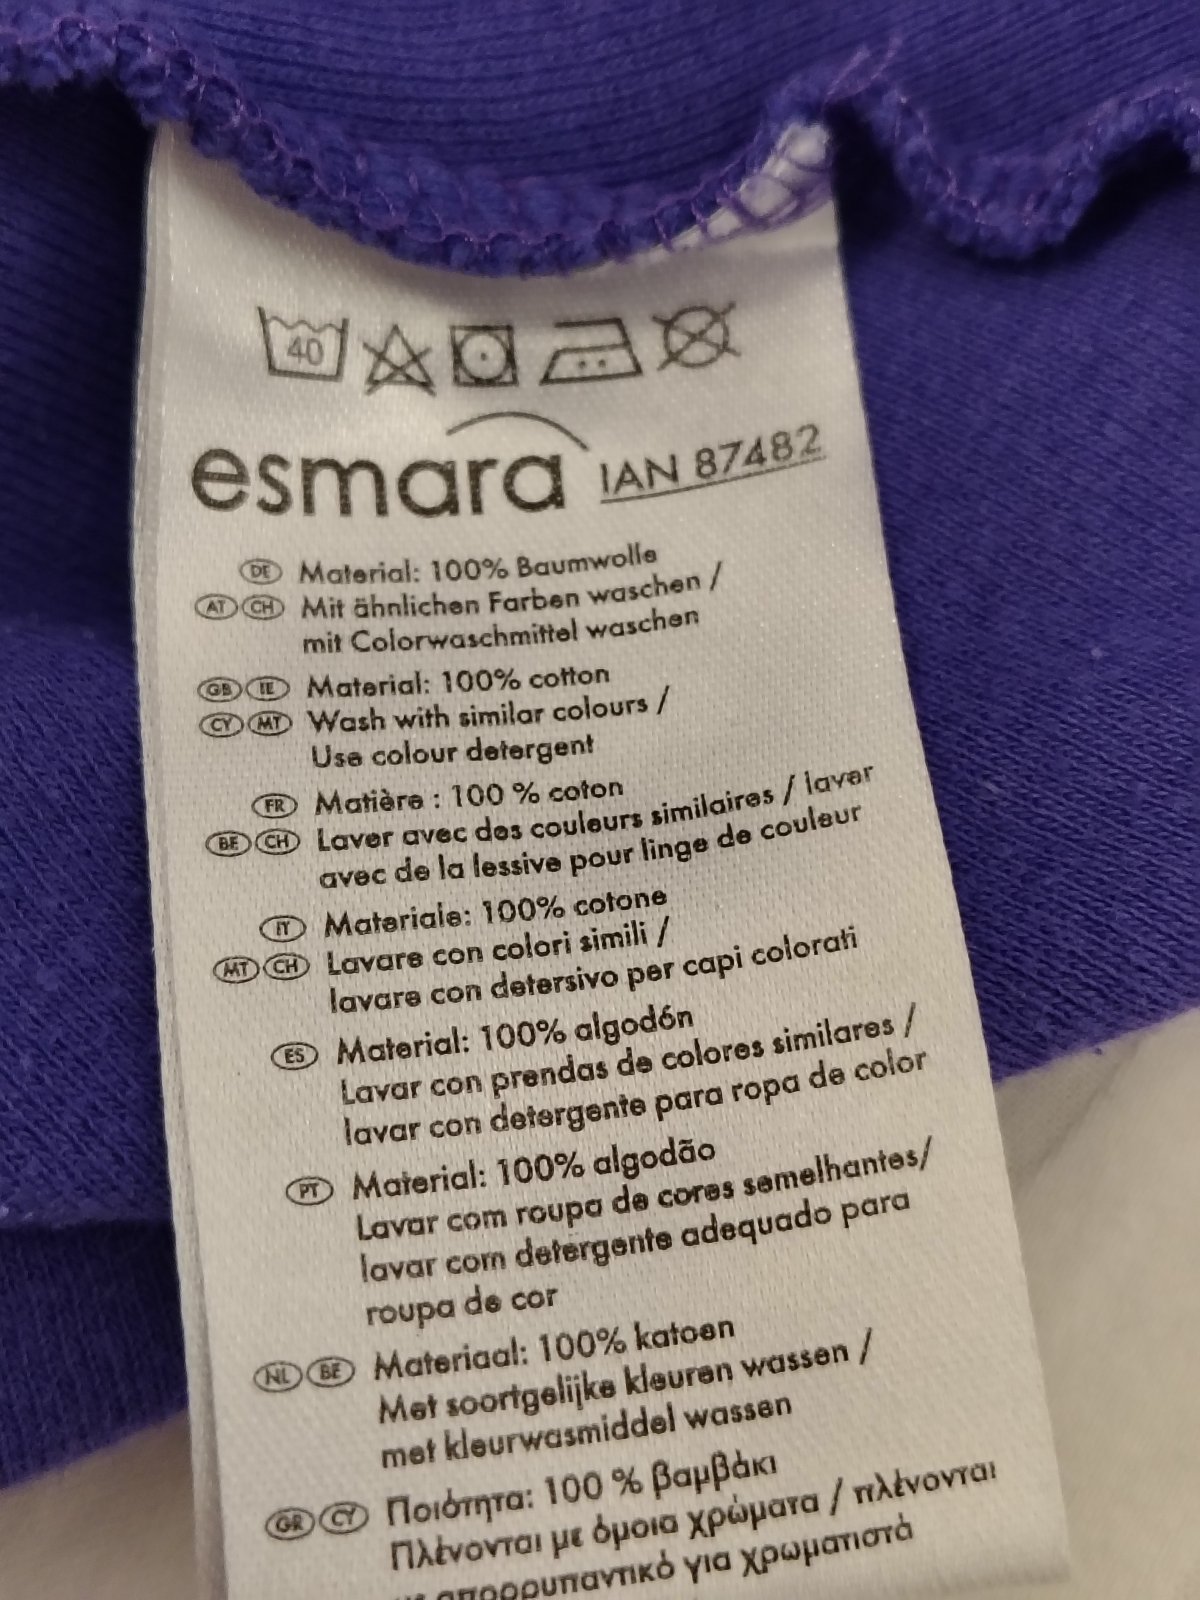 40
esmara IAN 87482
DE Material: 100% Baumwolle
AT CH Mit ähnlichen Farben waschen /
mit Colorwaschmittel waschen
GB IE Material: 100% cotton
CY MT Wash with similar colours /
Use colour detergent
FR Matière : 100 % coton
BE CH Laver avec des couleurs similaires / laver
avec de la lessive pour linge de couleur
IT Materiale: 100% cotone
MT CH Lavare con colori simili /
lavare con detersivo per capi colorati
ES Material: 100% algodón
Lavar con prendas de colores similares /
lavar con detergente para ropa de color
PT Material: 100% algodão
Lavar com roupa de cores semelhantes/
lavar com detergente adequado para
roupa de cor
NL BE Materiaal: 100% katoen
Met soortgelijke kleuren wassen /
met kleurwasmiddel wassen
GR CY Ποιότητα: 100 % βαμβάκι
Πλένονται με όμοια χρώματα / πλένονται
απορρυπαντικό για χρωματιστά